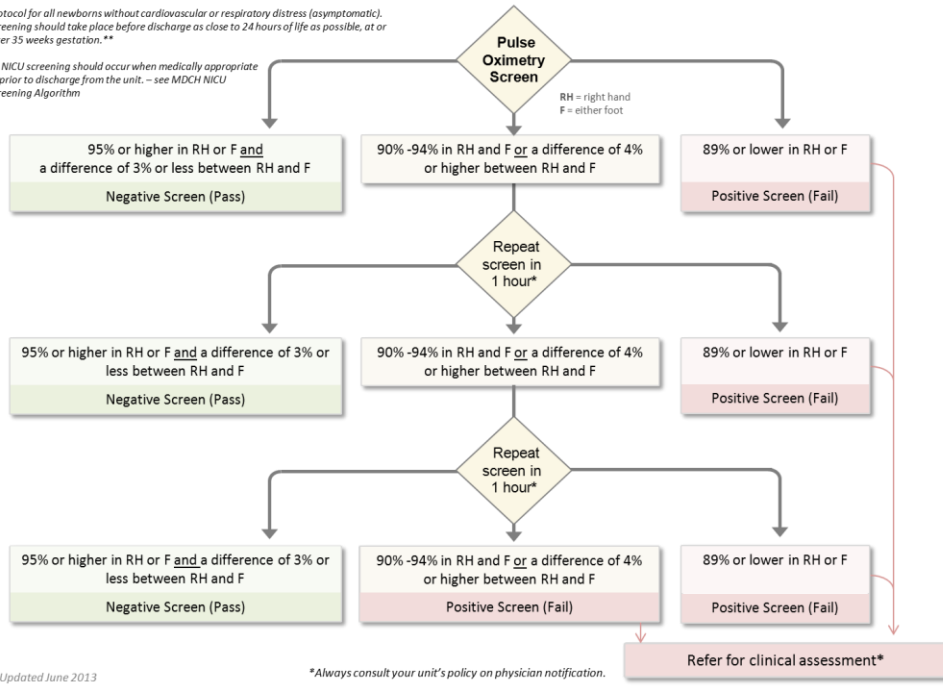 otocol for all newborns without cardiovascular or respiratory distress (asymptomatic).
reening should take place before discharge as close to 24 hours of life as possible, at or
er 35 weeks gestation.**
NICU screening should occur when medically appropriate
prior to discharge from the unit. – see MDCH NICU
reening Algorithm
Pulse
Oximetry
Screen
RH = right hand
F = either foot
95% or higher in RH or F and
a difference of 3% or less between RH and F
Negative Screen (Pass)
90% -94% in RH and F or a difference of 4%
or higher between RH and F
89% or lower in RH or F
Positive Screen (Fail)
Repeat
screen in
1 hour*
95% or higher in RH or F and a difference of 3% or
less between RH and F
Negative Screen (Pass)
90% -94% in RH and F or a difference of 4%
or higher between RH and F
89% or lower in RH or F
Positive Screen (Fail)
Repeat
screen in
1 hour*
95% or higher in RH or F and a difference of 3% or
less between RH and F
Negative Screen (Pass)
90% -94% in RH and F or a difference of 4%
or higher between RH and F
Positive Screen (Fail)
89% or lower in RH or F
Positive Screen (Fail)
Refer for clinical assessment*
Updated June 2013
*Always consult your unit's policy on physician notification.